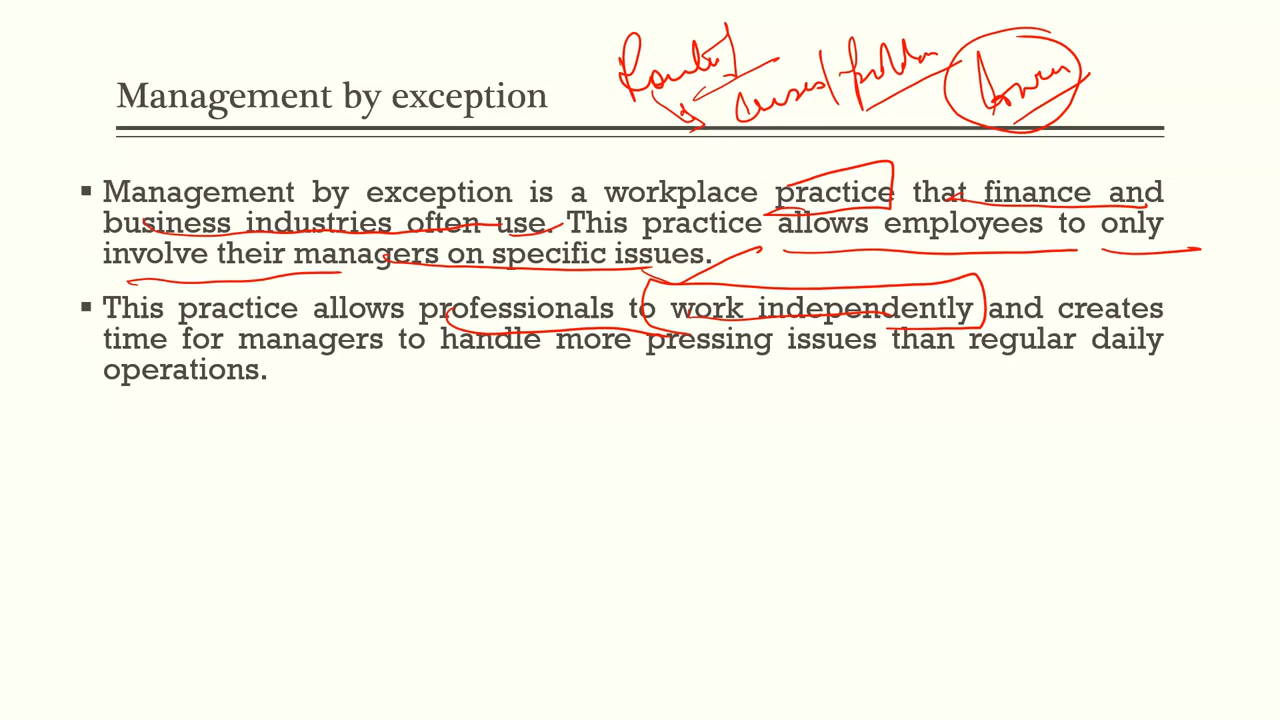 Management by exception
▪ Management by exception is a workplace practice that finance and
business industries often use. This practice allows employees to only
involve their managers on specific issues.
▪ This practice allows professionals to work independently and creates
time for managers to handle more pressing issues than regular daily
operations.